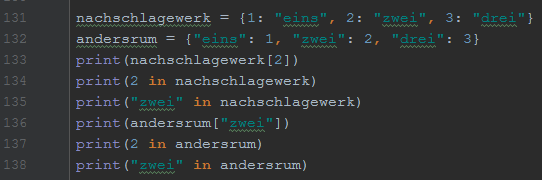 131 nachschlagewerk = {1: "eins", 2: "zwei", 3: "drei"}
132 andersrum = {"eins": 1, "zwei": 2, "drei": 3}
133 print(nachschlagewerk[2])
134 print(2 in nachschlagewerk)
135 print("zwei" in nachschlagewerk)
136 print(andersrum["zwei"])
137 print(2 in andersrum)
138 print("zwei" in andersrum)